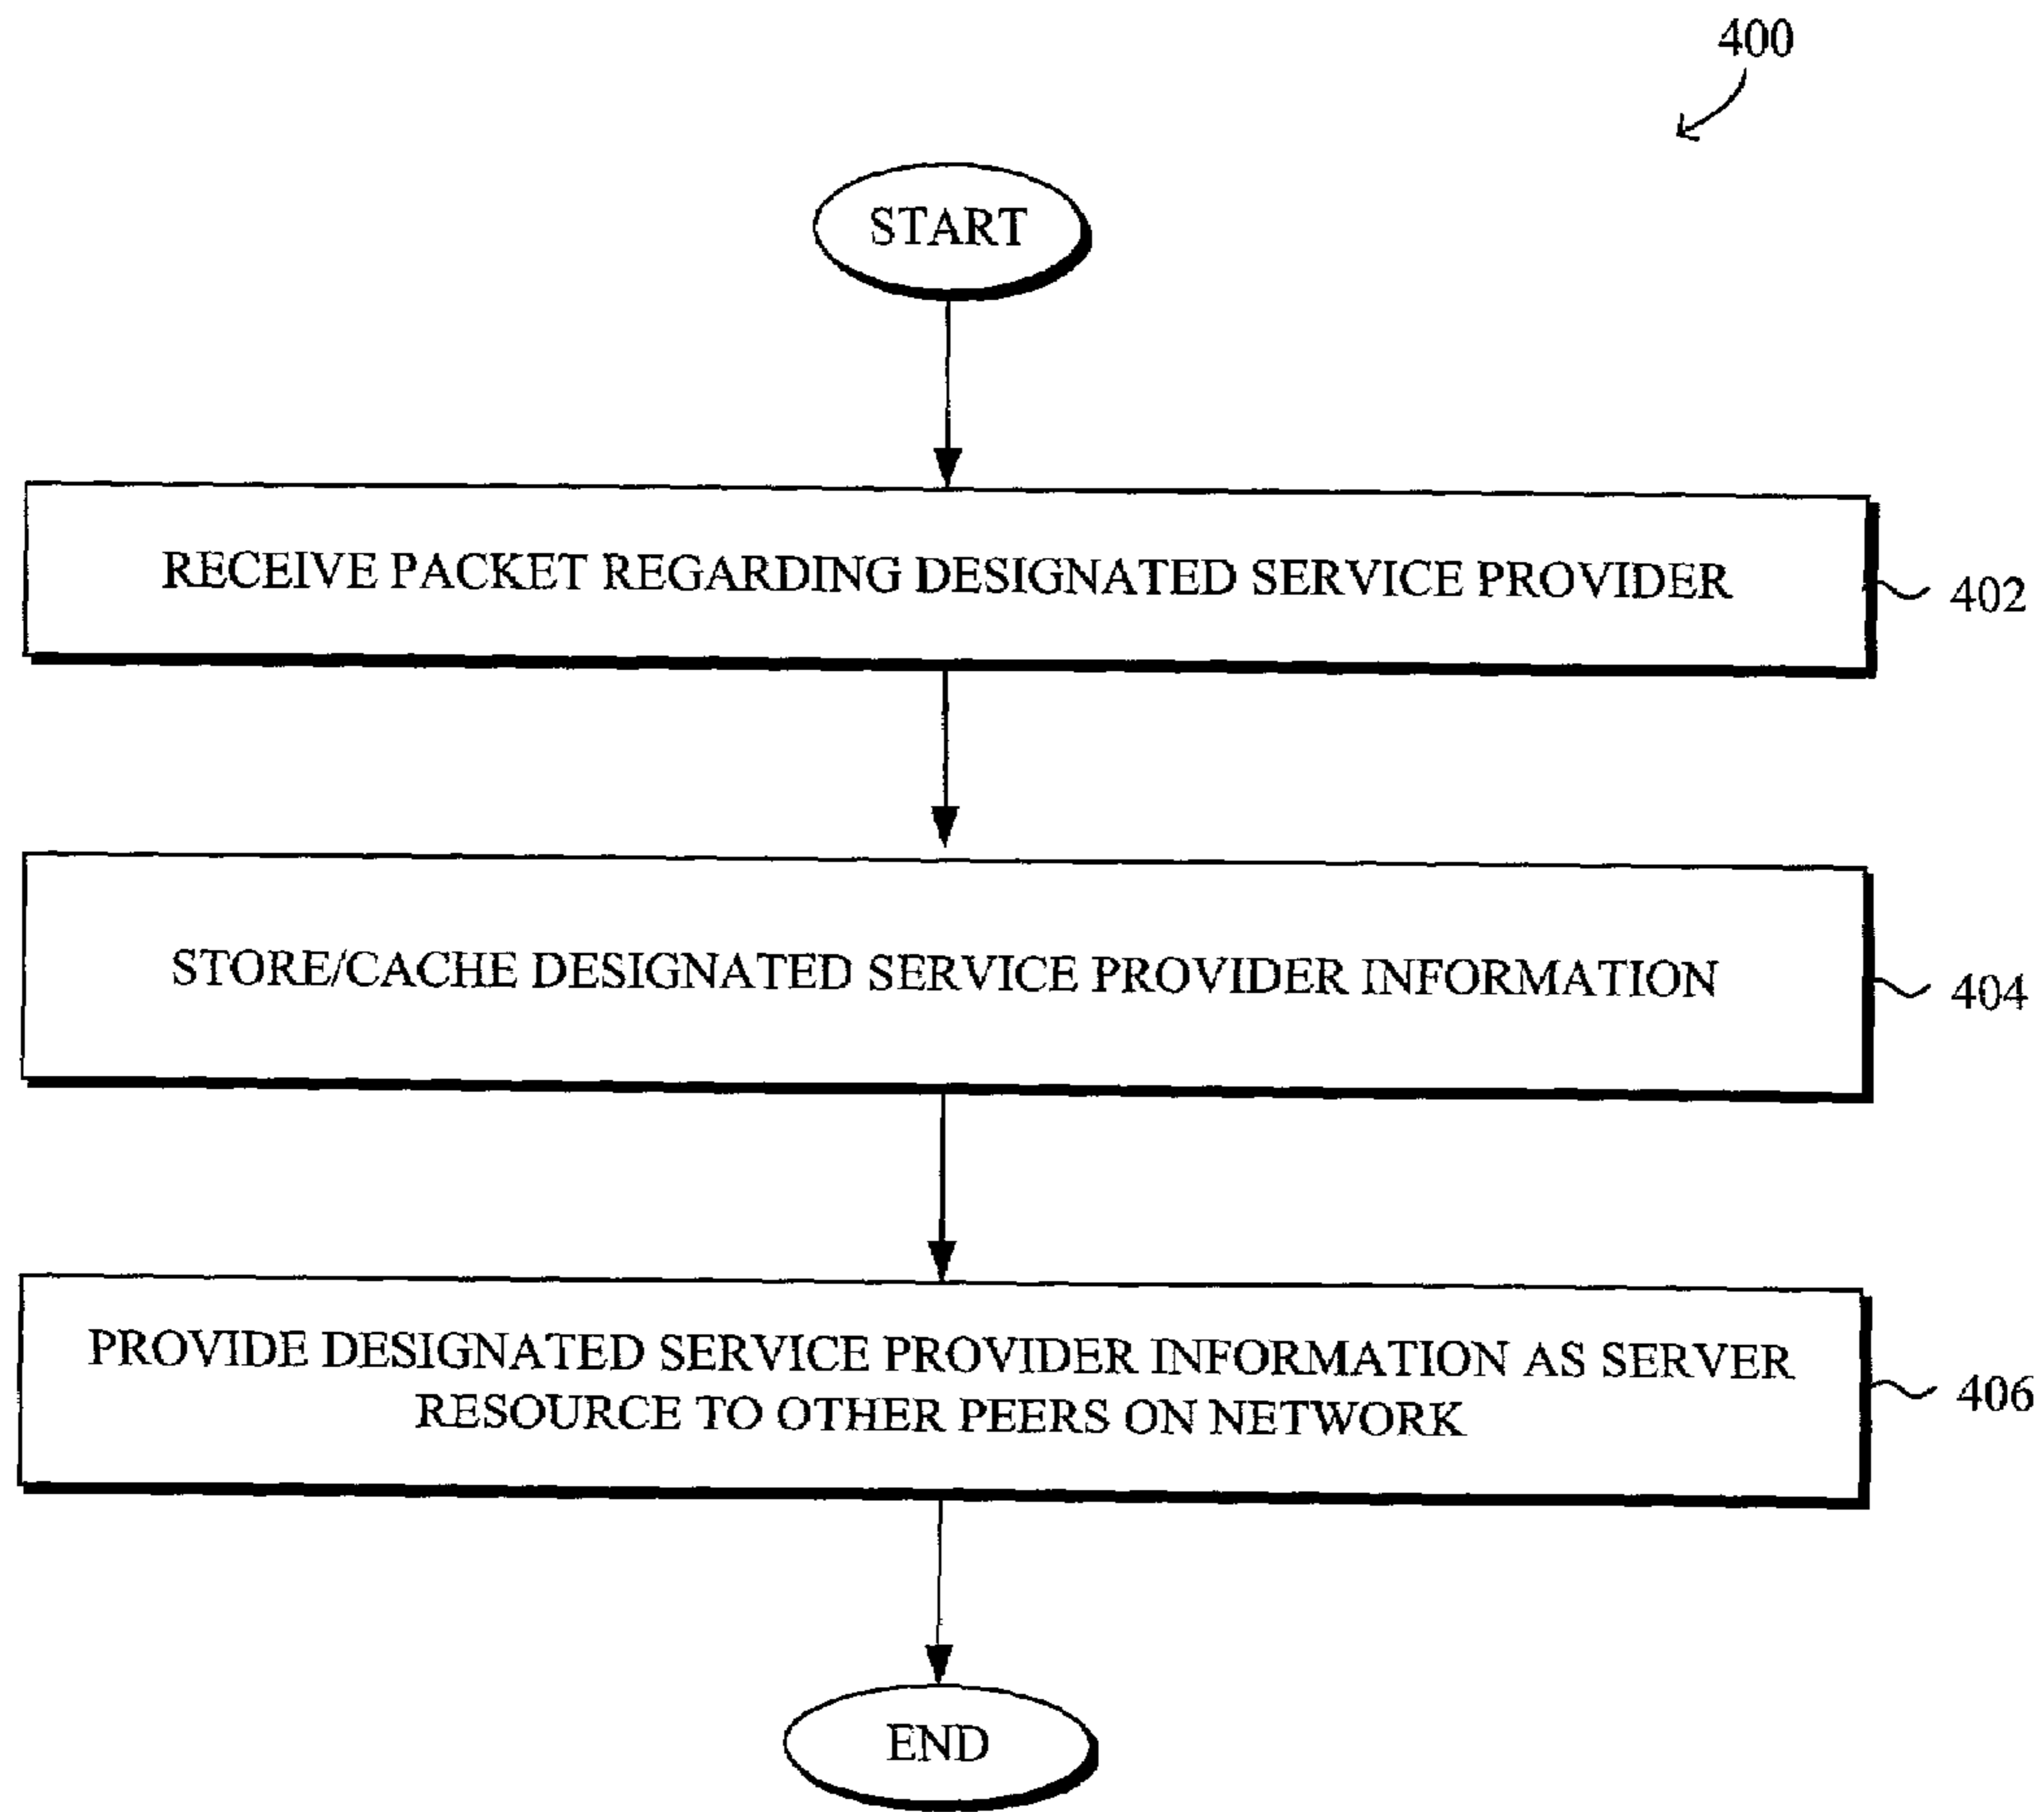 400
START
RECEIVE PACKET REGARDING DESIGNATED SERVICE PROVIDER
402
STORE/CACHE DESIGNATED SERVICE PROVIDER INFORMATION
404
PROVIDE DESIGNATED SERVICE PROVIDER INFORMATION AS SERVER
RESOURCE TO OTHER PEERS ON NETWORK
406
END